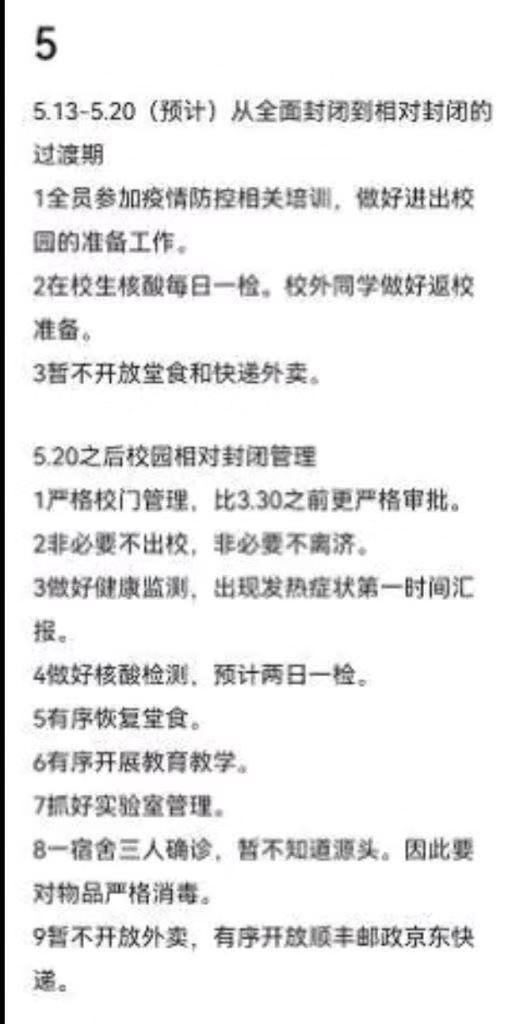 5
5.13-5.20（预计）从全面封闭到相对封闭的
过渡期
1全员参加疫情防控相关培训，做好进出校
园的准备工作。
2在校生核酸每日一检。校外同学做好返校
准备。
3暂不开放堂食和快递外卖。
5.20之后校园相对封闭管理
1严格校门管理，比3.30之前更严格审批。
2非必要不出校，非必要不离济。
3做好健康监测，出现发热症状第一时间汇
报。
4做好核酸检测，预计两日一检。
5有序恢复堂食。
6有序开展教育教学。
7抓好实验室管理。
8一宿舍三人确诊，暂不知道源头。因此要
对物品严格消毒。
9暂不开放外卖，有序开放顺丰邮政京东快
递。